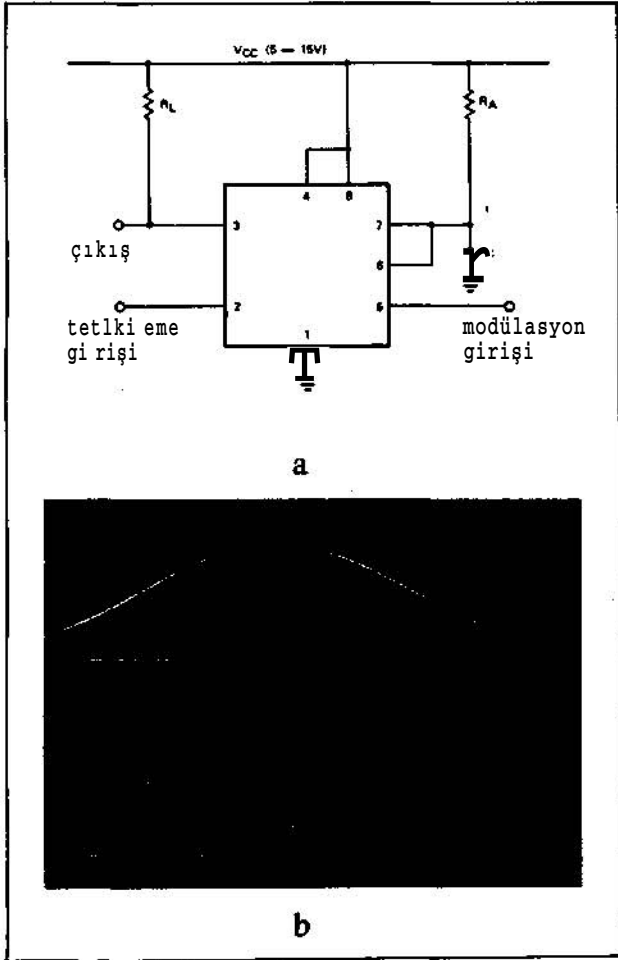 VCC (5 — 15V)
RL
RA
4
8
3
7
6
2
5
1
çıkış
tetlki eme
gi rişi
modülasyon
girişi
a
b